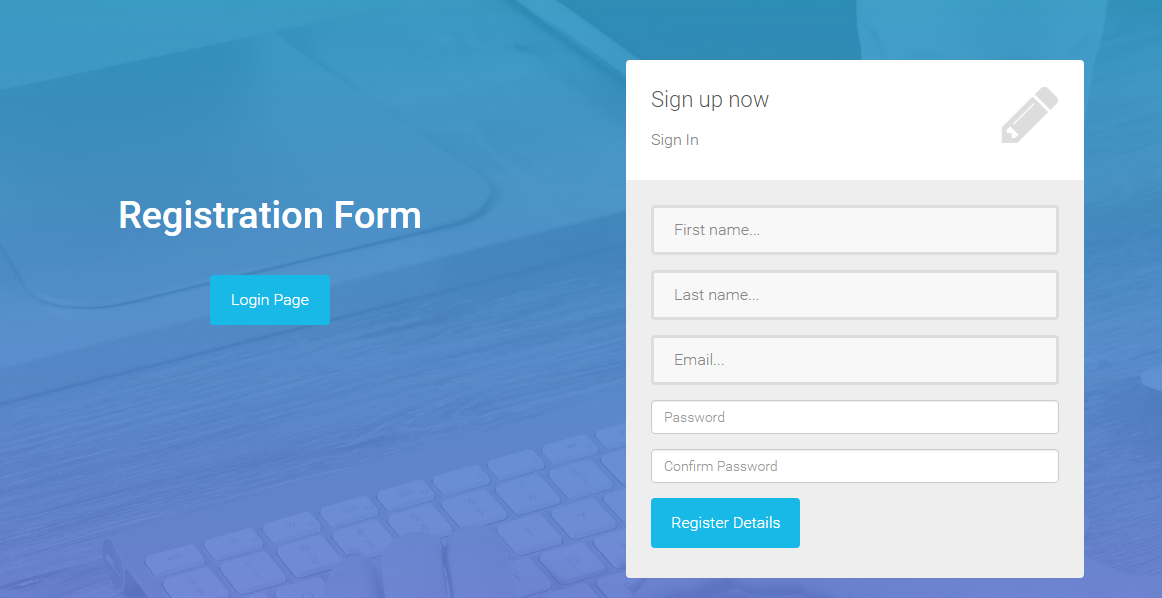 Registration Form
Login Page
Sign up now
Sign In
First name...
Last name...
Email...
Password
Confirm Password
Register Details